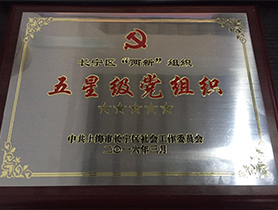 长宁区“两新”组织
五星级党组织
中共上海市长宁区社会工作委员会
二〇一六年二月